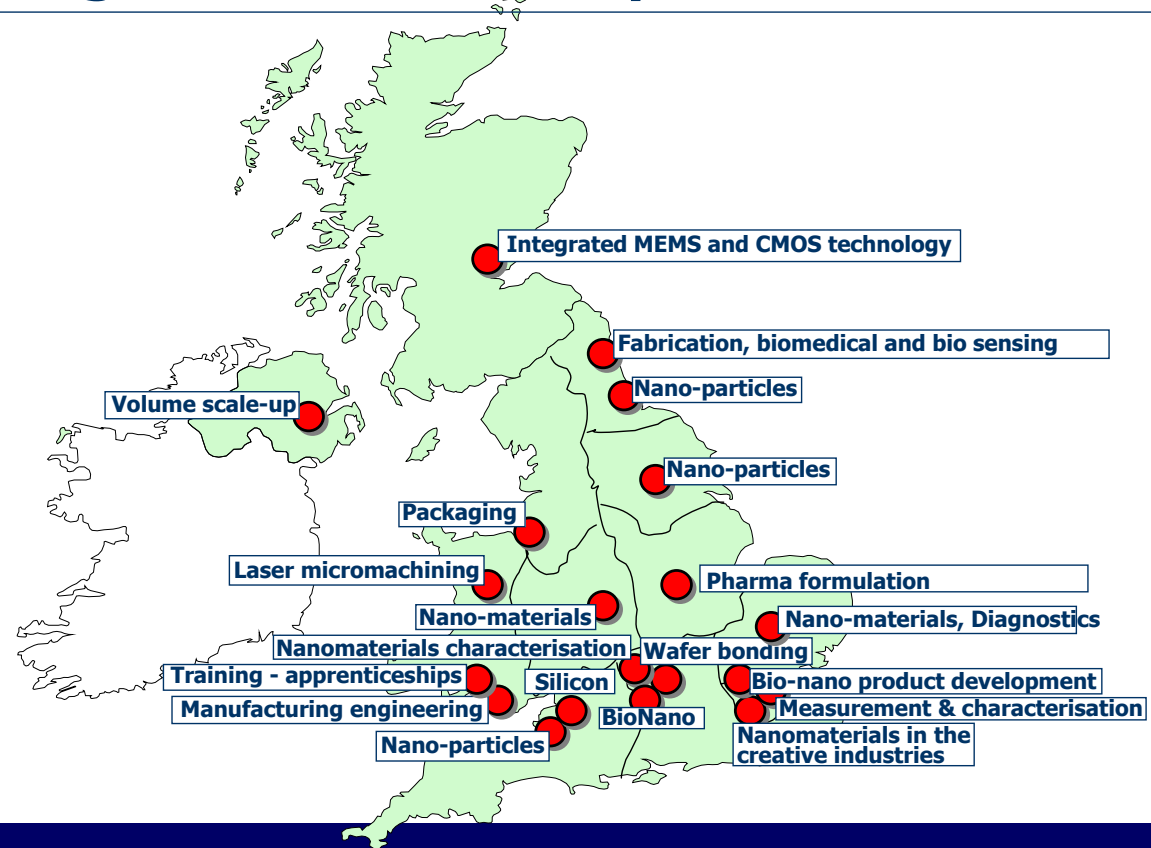 Integrated MEMS and CMOS technology
Fabrication, biomedical and bio sensing
Nano-particles
Volume scale-up
Nano-particles
Packaging
Laser micromachining
Pharma formulation
Nano-materials
Nano-materials, Diagnostics
Nanomaterials characterisation
Wafer bonding
Training - apprenticeships
Silicon
Bio-nano product development
Manufacturing engineering
BioNano
Measurement & characterisation
Nano-particles
Nanomaterials in the
creative industries